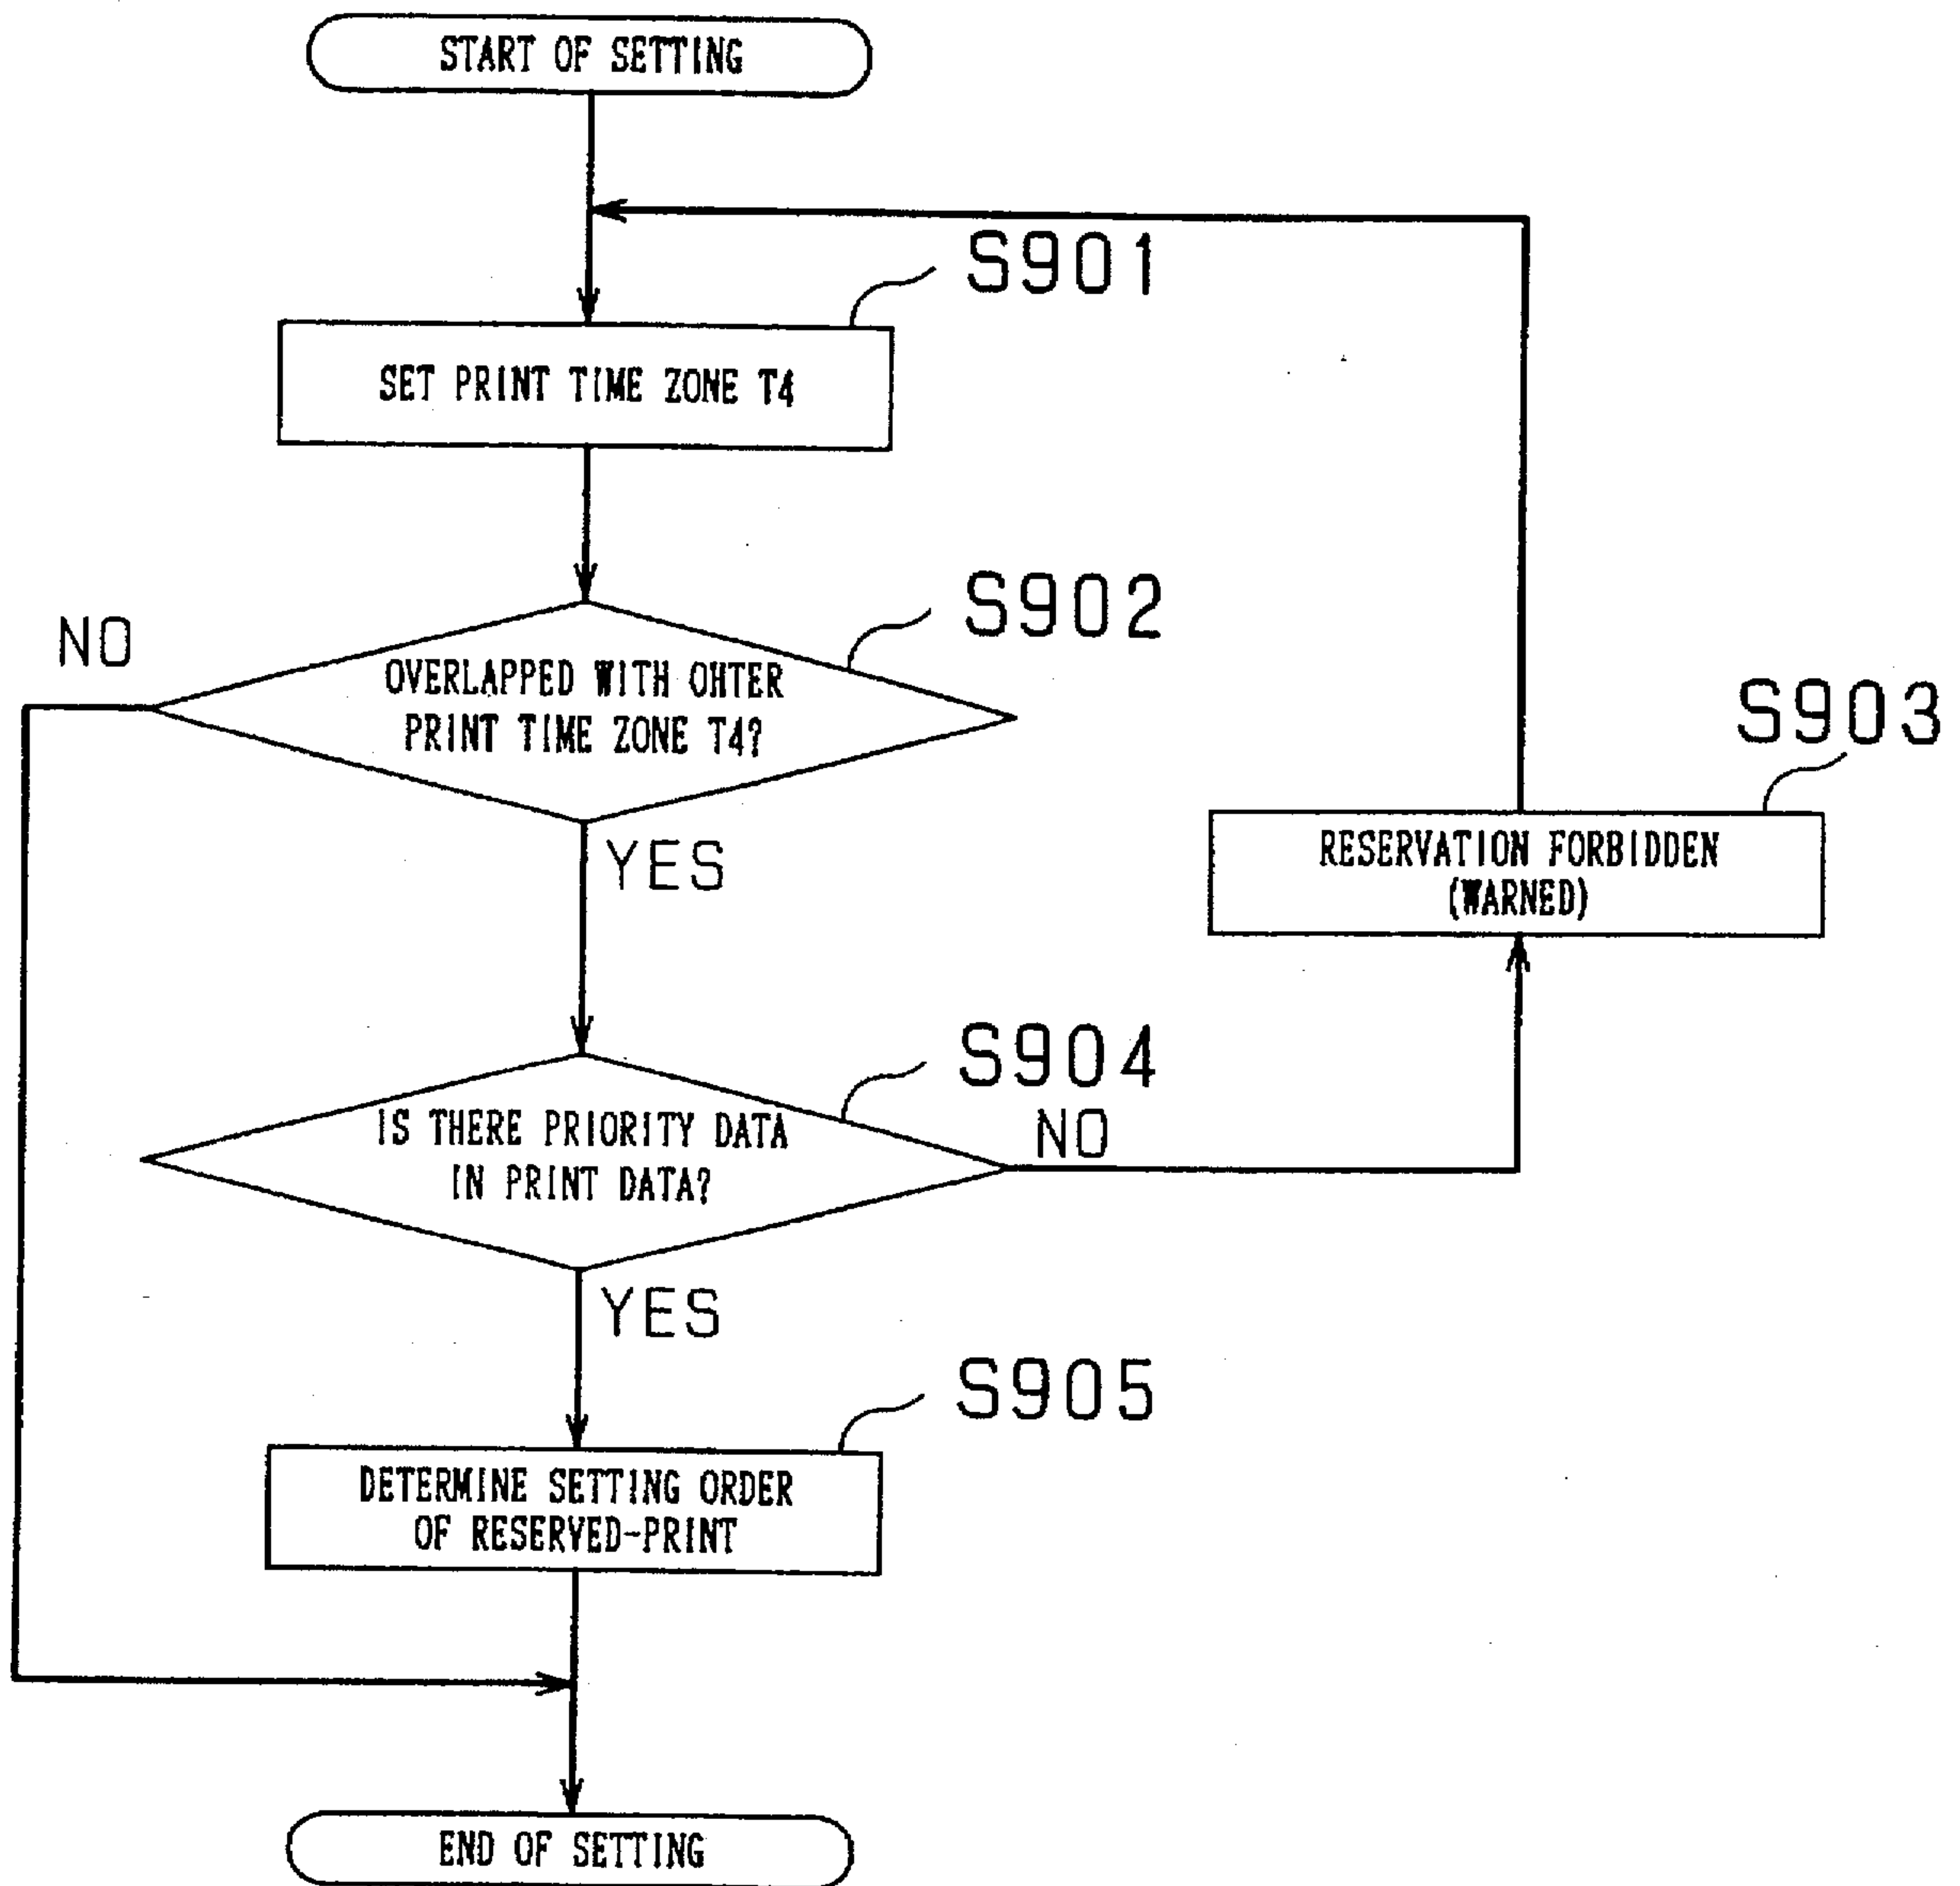 START OF SETTING
S901
SET PRINT TIME ZONE T4
S902
NO
OVERLAPPED WITH OHTER
PRINT TIME ZONE T4?
S903
YES
RESERVATION FORBIDDEN
(WARNED)
S904
IS THERE PRIORITY DATA
IN PRINT DATA?
NO
YES
S905
DETERMINE SETTING ORDER
OF RESERVED-PRINT
END OF SETTING